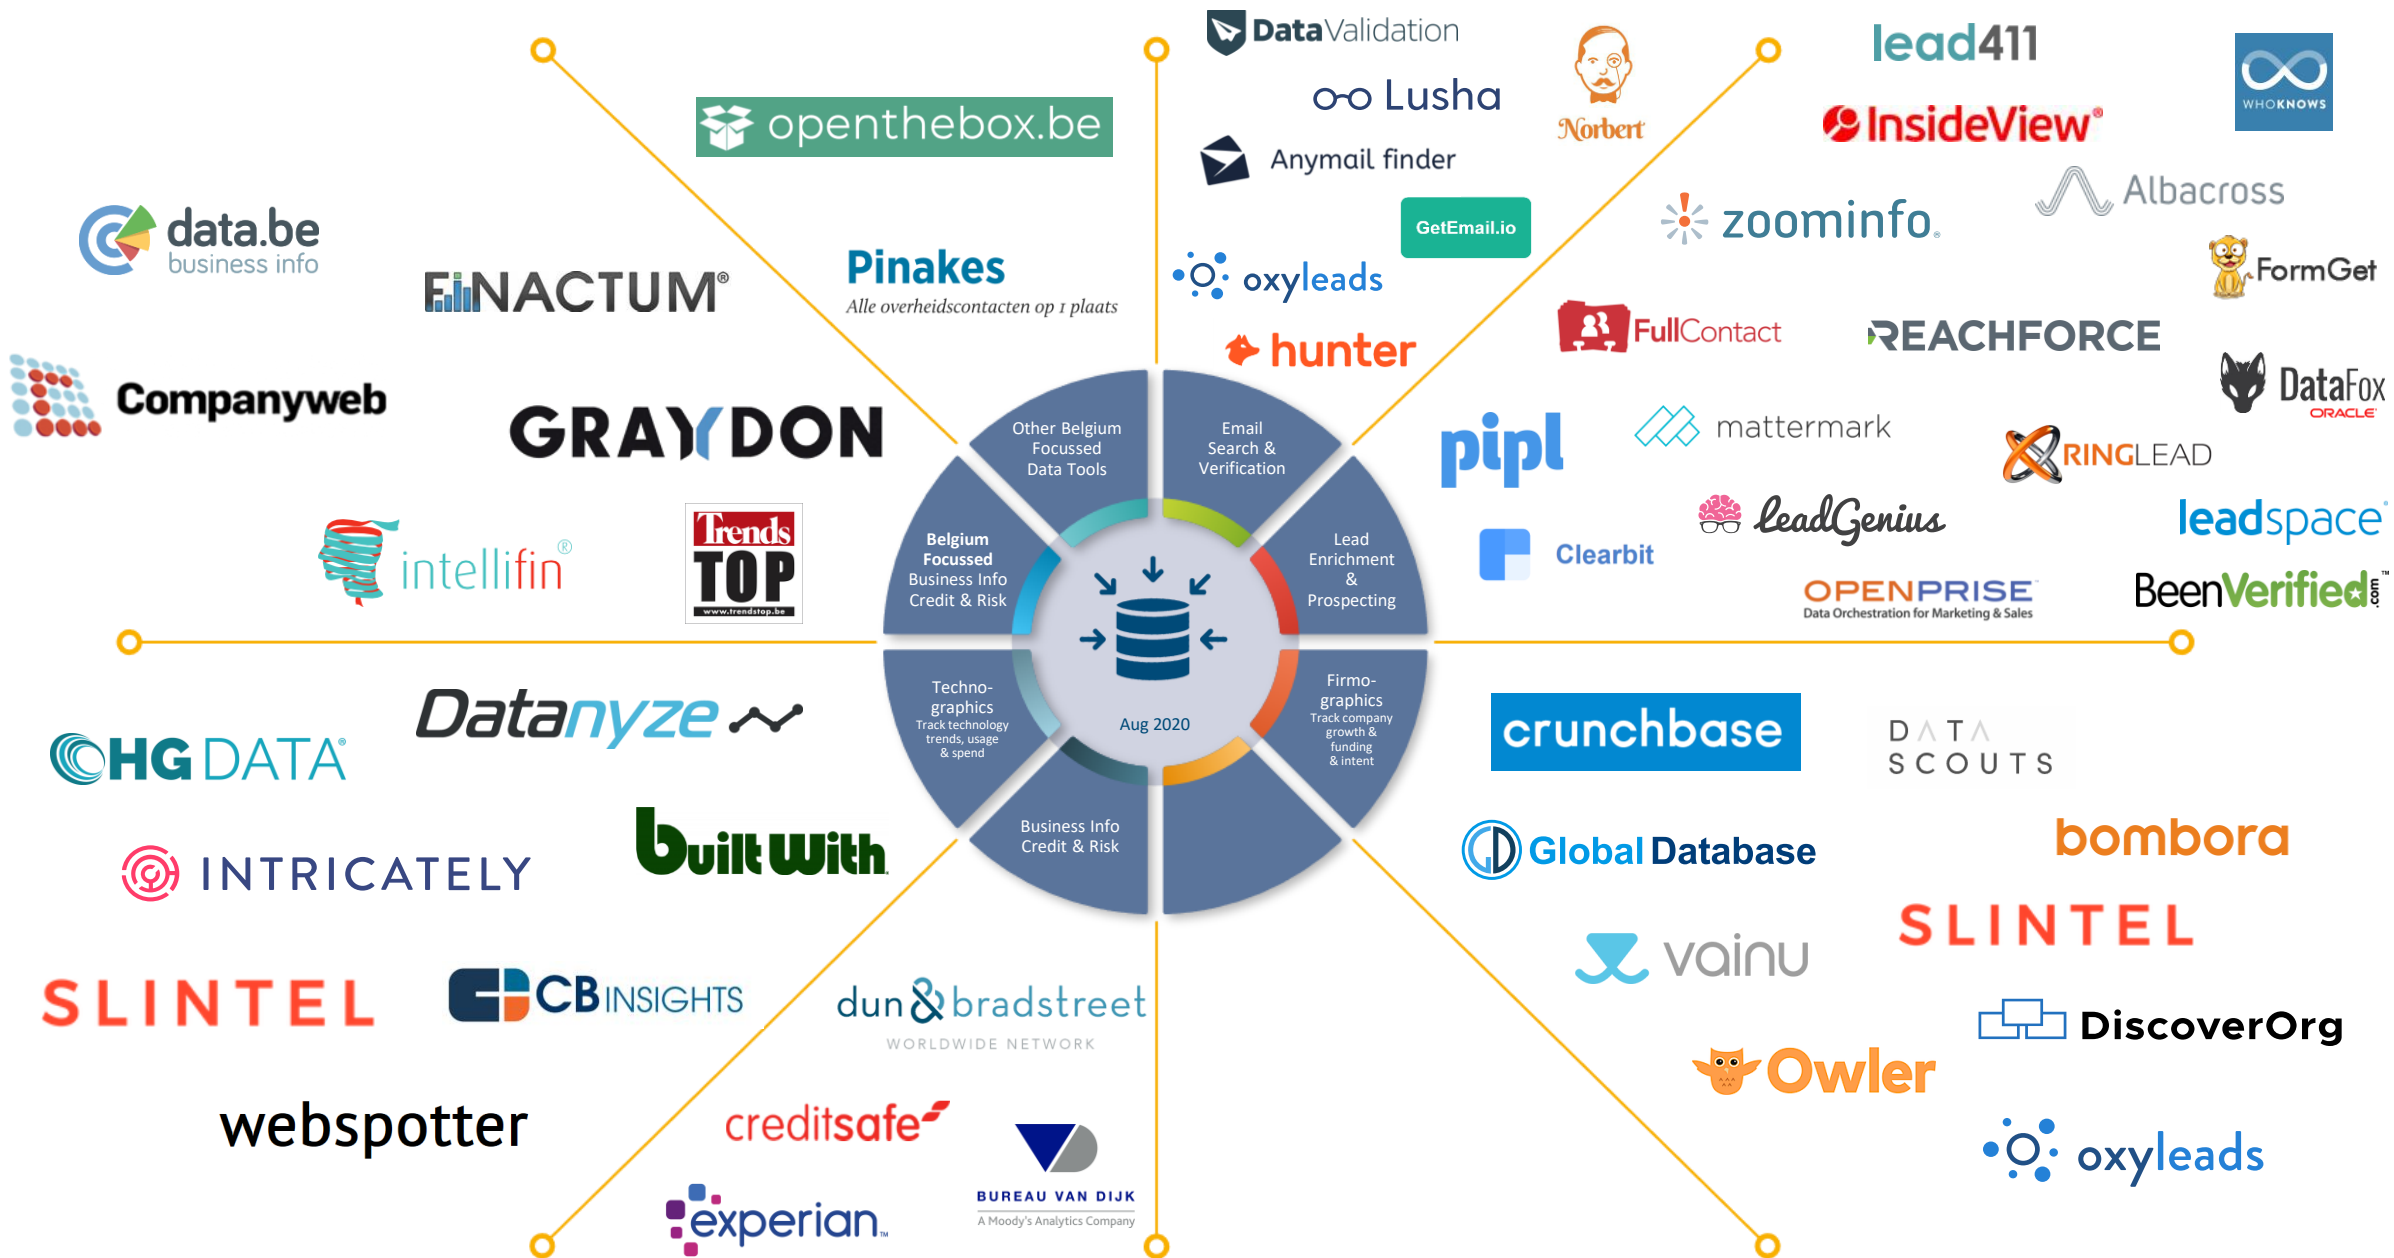 DataValidation
Lusha
Norbert
Anymail finder
GetEmail.io
oxyleads
hunter
lead411
WHOKNOWS
InsideView®
Albacross
zoominfo®
FormGet
FullContact
REACHFORCE
DataFox
ORACLE
pipl
mattermark
RINGLEAD
LeadGenius
leadspace
Clearbit
OPENPRISE
Data Orchestration for Marketing & Sales
BeenVerified.com™
openthebox.be
Pinakes
Alle overheidscontacten op 1 plaats
data.be
business info
FiNACTUM®
Companyweb
GRAYDON
intellifin®
Trends
TOP
www.trendstop.be
Other Belgium
Focussed
Data Tools
Email
Search &
Verification
Belgium
Focussed
Business Info
Credit & Risk
Lead
Enrichment
&
Prospecting
Techno-
graphics
Track technology
trends, usage
& spend
Aug 2020
Firmo-
graphics
Track company
growth &
funding
& intent
Business Info
Credit & Risk
Datanyze
HG DATA®
builtWith
INTRICATELY
SLINTEL
CB INSIGHTS
webspotter
dun & bradstreet
WORLDWIDE NETWORK
creditsafe
BUREAU VAN DIJK
A Moody's Analytics Company
experian™
crunchbase
DATA
SCOUTS
Global Database
bombora
SLINTEL
vainu
DiscoverOrg
Owler
oxyleads